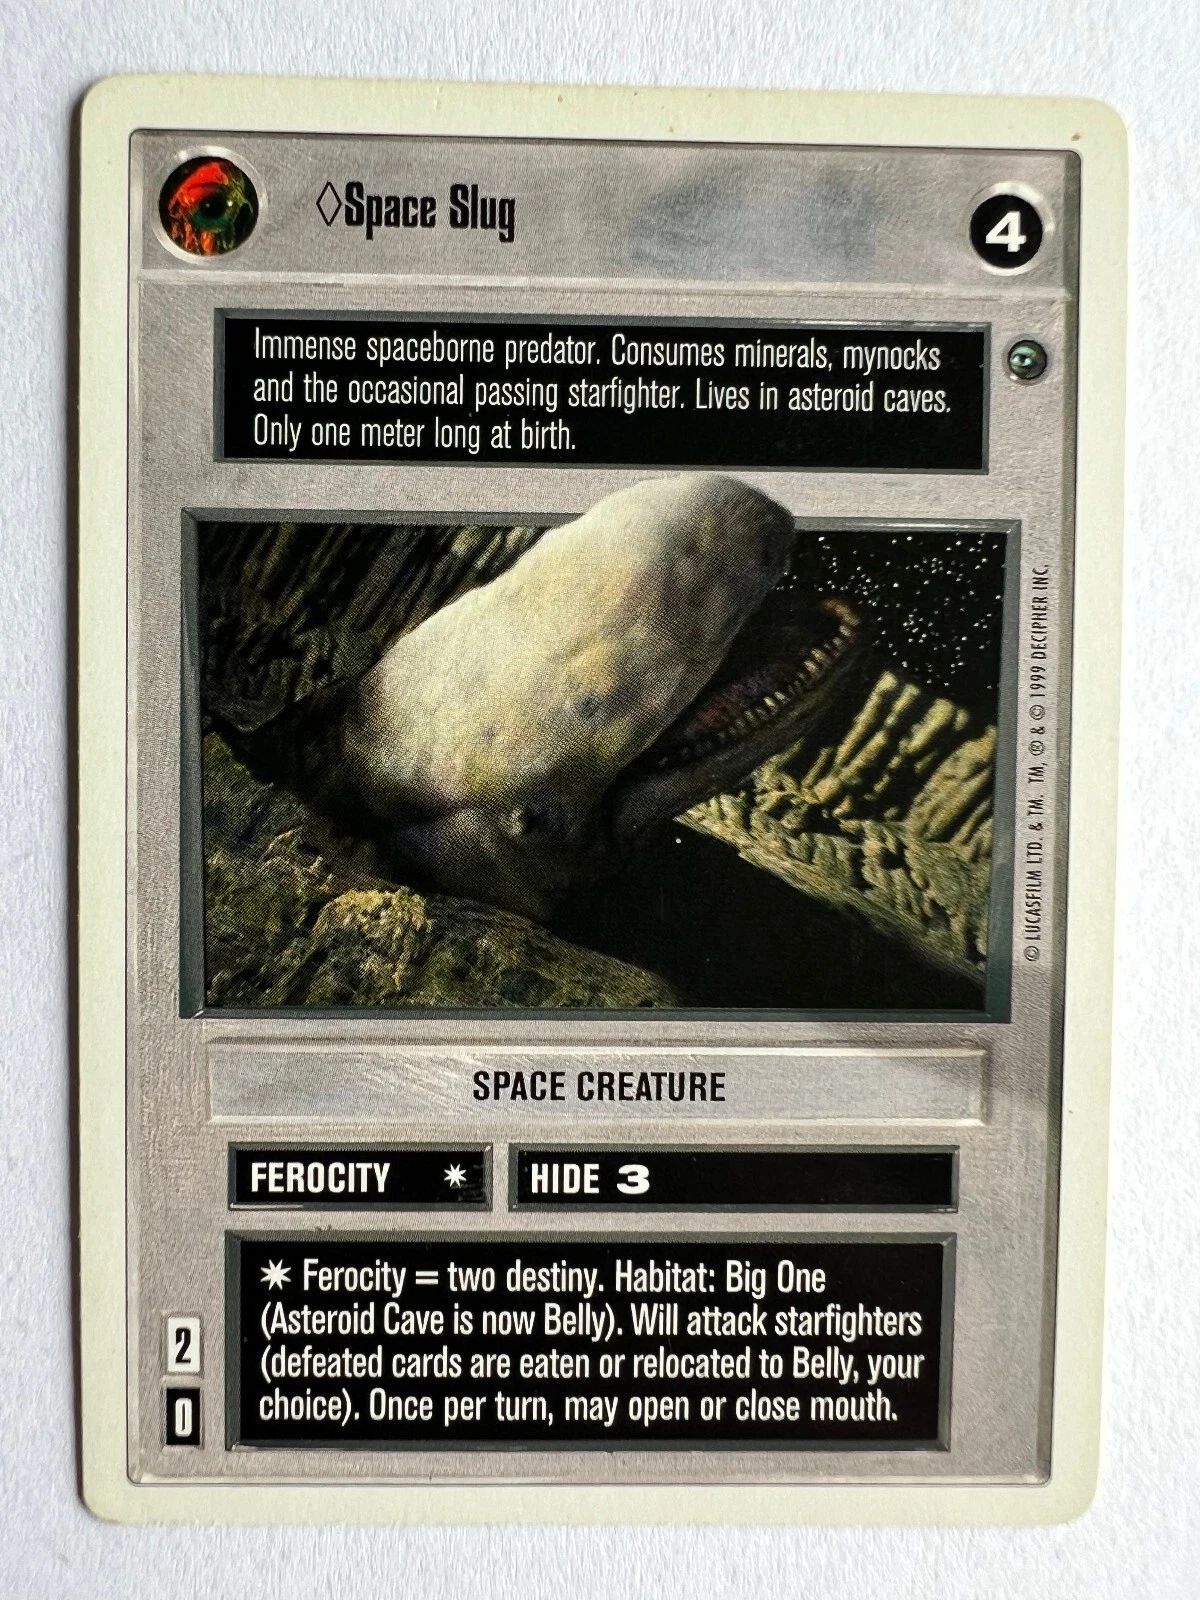 ◊Space Slug
4
Immense spaceborne predator. Consumes minerals, mynocks
and the occasional passing starfighter. Lives in asteroid caves.
Only one meter long at birth.
© LUCASFILM LTD. & TM. TM, ® & © 1999 DECIPHER INC.
SPACE CREATURE
FEROCITY ✷
HIDE 3
✷ Ferocity = two destiny. Habitat: Big One
(Asteroid Cave is now Belly). Will attack starfighters
(defeated cards are eaten or relocated to Belly, your
choice). Once per turn, may open or close mouth.
2
0